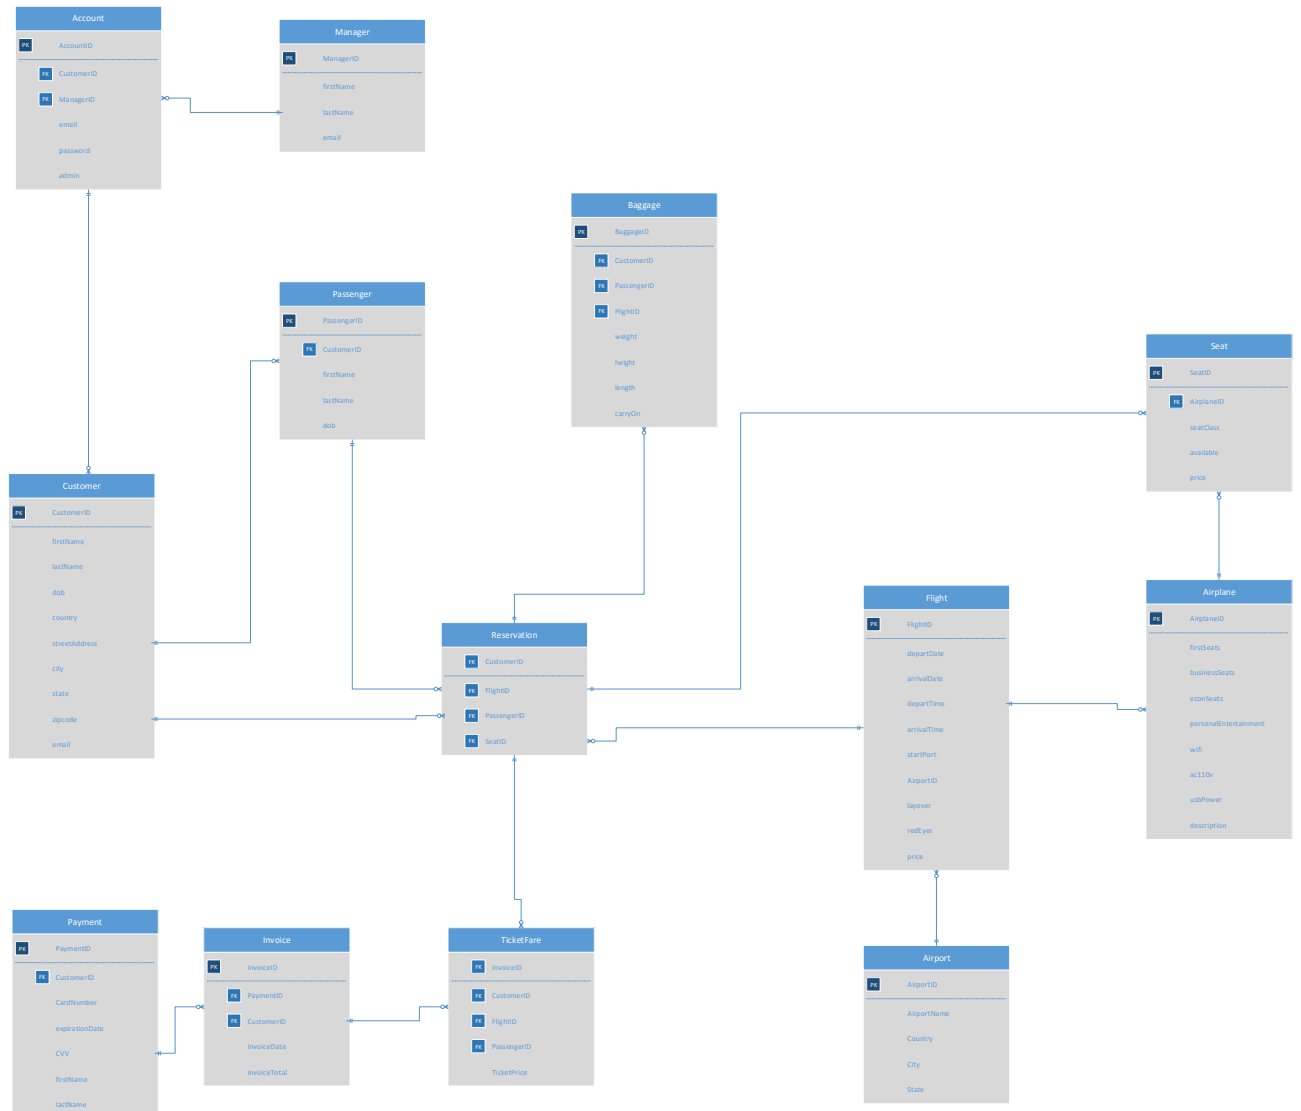 Account
PK AccountID
FK CustomerID
FK ManagerID
email
password
admin
Manager
PK ManagerID
firstName
lastName
email
Baggage
PK BaggageID
FK CustomerID
FK PassengerID
FK FlightID
weight
height
length
carryOn
Passenger
PK PassengerID
FK CustomerID
firstName
lastName
dob
Seat
PK SeatID
FK AirplaneID
seatClass
available
price
Customer
PK CustomerID
firstName
lastName
dob
country
streetAddress
city
state
zipcode
email
Reservation
FK CustomerID
FK FlightID
FK PassengerID
FK SeatID
Flight
PK FlightID
departDate
arrivalDate
departTime
arrivalTime
startPort
AirportID
layover
redEyes
price
Airplane
PK AirplaneID
firstSeats
businessSeats
econSeats
personalEntertainment
wifi
ac110v
usbPower
description
Payment
PK PaymentID
FK CustomerID
CardNumber
expirationDate
CVV
firstName
lastName
Invoice
PK InvoiceID
FK PaymentID
FK CustomerID
InvoiceDate
InvoiceTotal
TicketFare
FK InvoiceID
FK CustomerID
FK FlightID
FK PassengerID
TicketPrice
Airport
PK AirportID
AirportName
Country
City
State